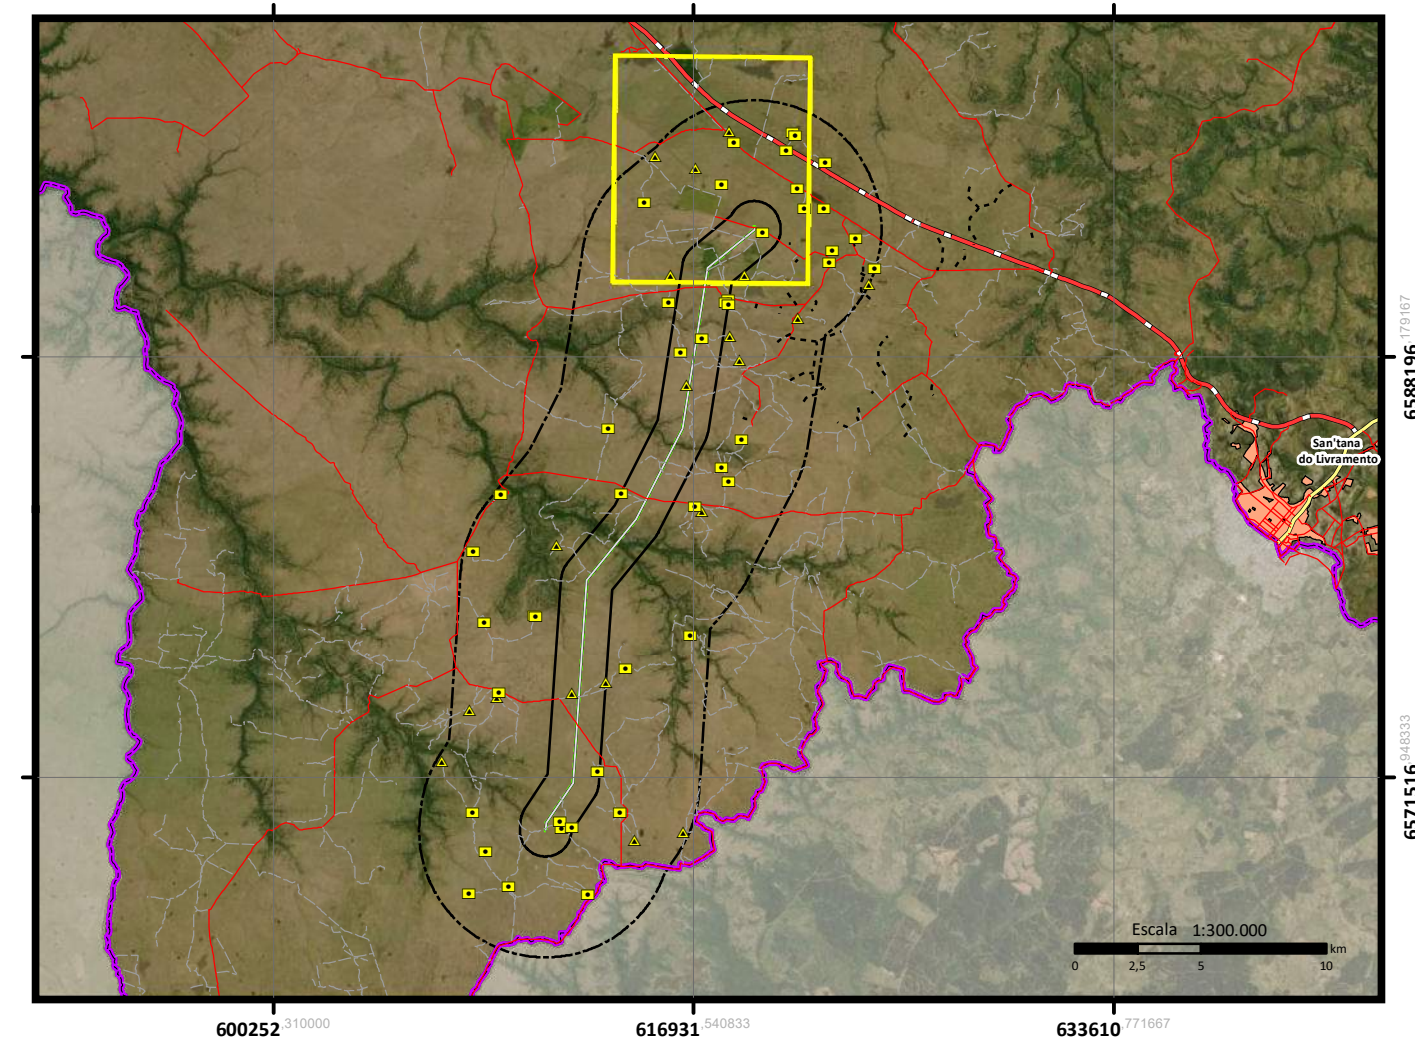 6588196,179167
San'tana
do Livramento
6571516,948333
Escala 1:300.000
km
0 2,5 5 10
600252,310000 616931,540833 633610,771667